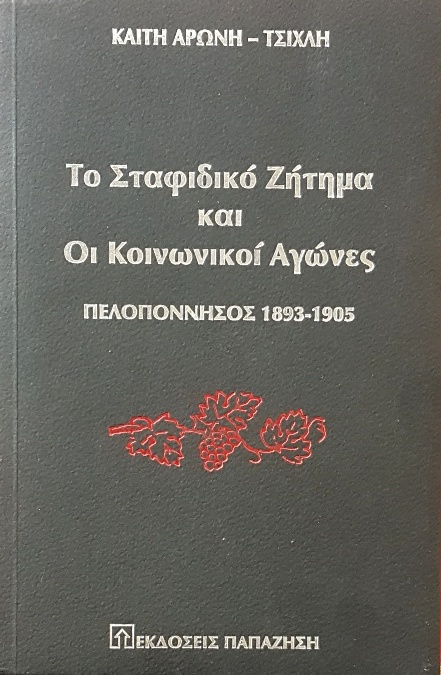 ΚΑΙΤΗ ΑΡΩΝΗ – ΤΣΙΧΛΗ
Το Σταφιδικό Ζήτημα
και
Οι Κοινωνικοί Αγώνες
ΠΕΛΟΠΟΝΝΗΣΟΣ 1893-1905
ΕΚΔΟΣΕΙΣ ΠΑΠΑΖΗΣΗ